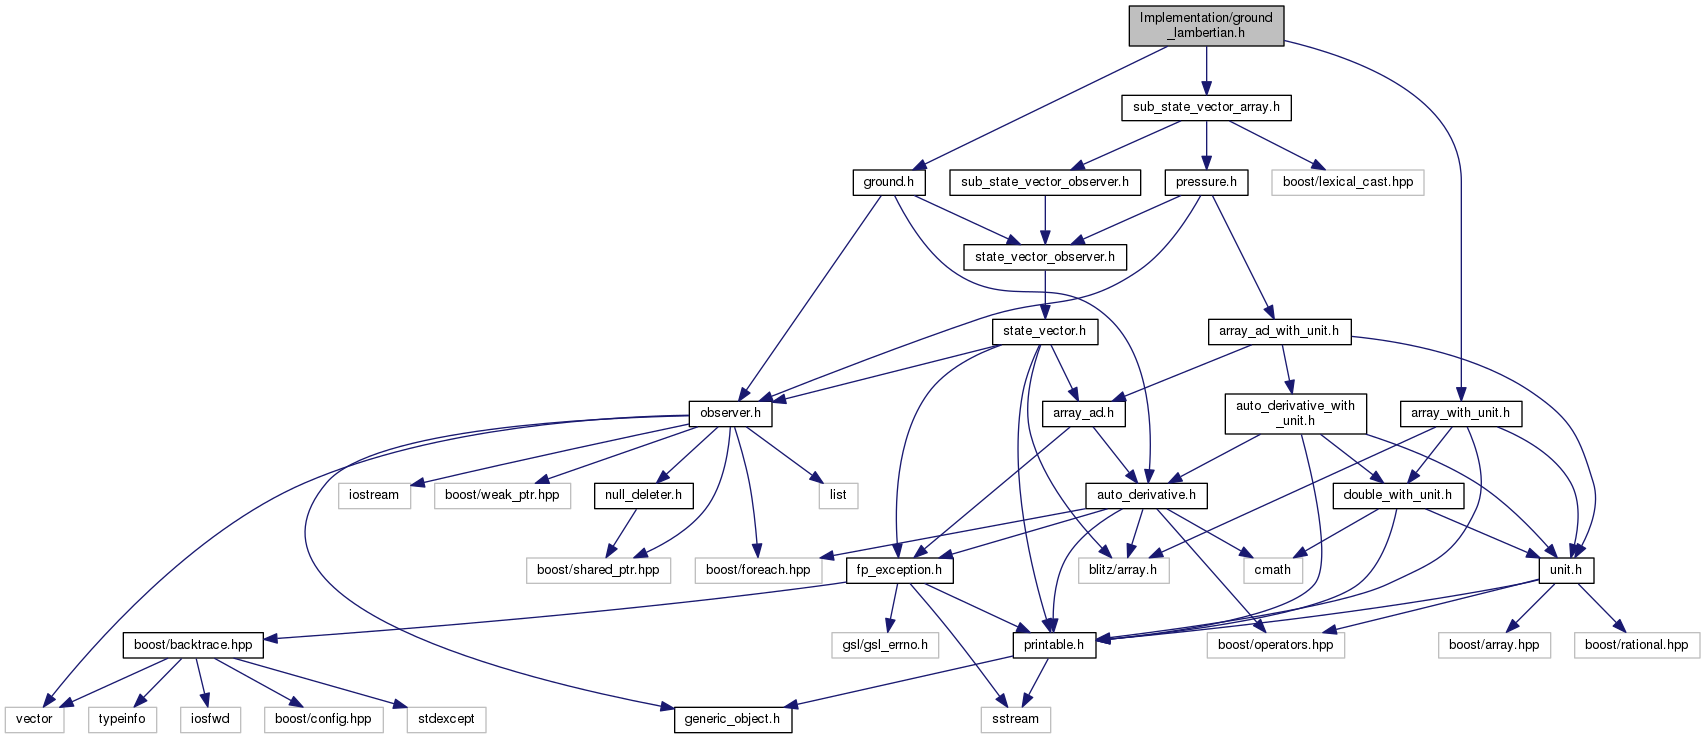 Implementation/ground
_lambertian.h
sub_state_vector_array.h
ground.h
sub_state_vector_observer.h
pressure.h
boost/lexical_cast.hpp
state_vector_observer.h
state_vector.h
array_ad_with_unit.h
observer.h
array_ad.h
auto_derivative_with
_unit.h
array_with_unit.h
iostream
boost/weak_ptr.hpp
null_deleter.h
list
auto_derivative.h
double_with_unit.h
boost/shared_ptr.hpp
boost/foreach.hpp
fp_exception.h
blitz/array.h
cmath
unit.h
boost/backtrace.hpp
gsl/gsl_errno.h
printable.h
boost/operators.hpp
boost/array.hpp
boost/rational.hpp
vector
typeinfo
iosfwd
boost/config.hpp
stdexcept
generic_object.h
sstream